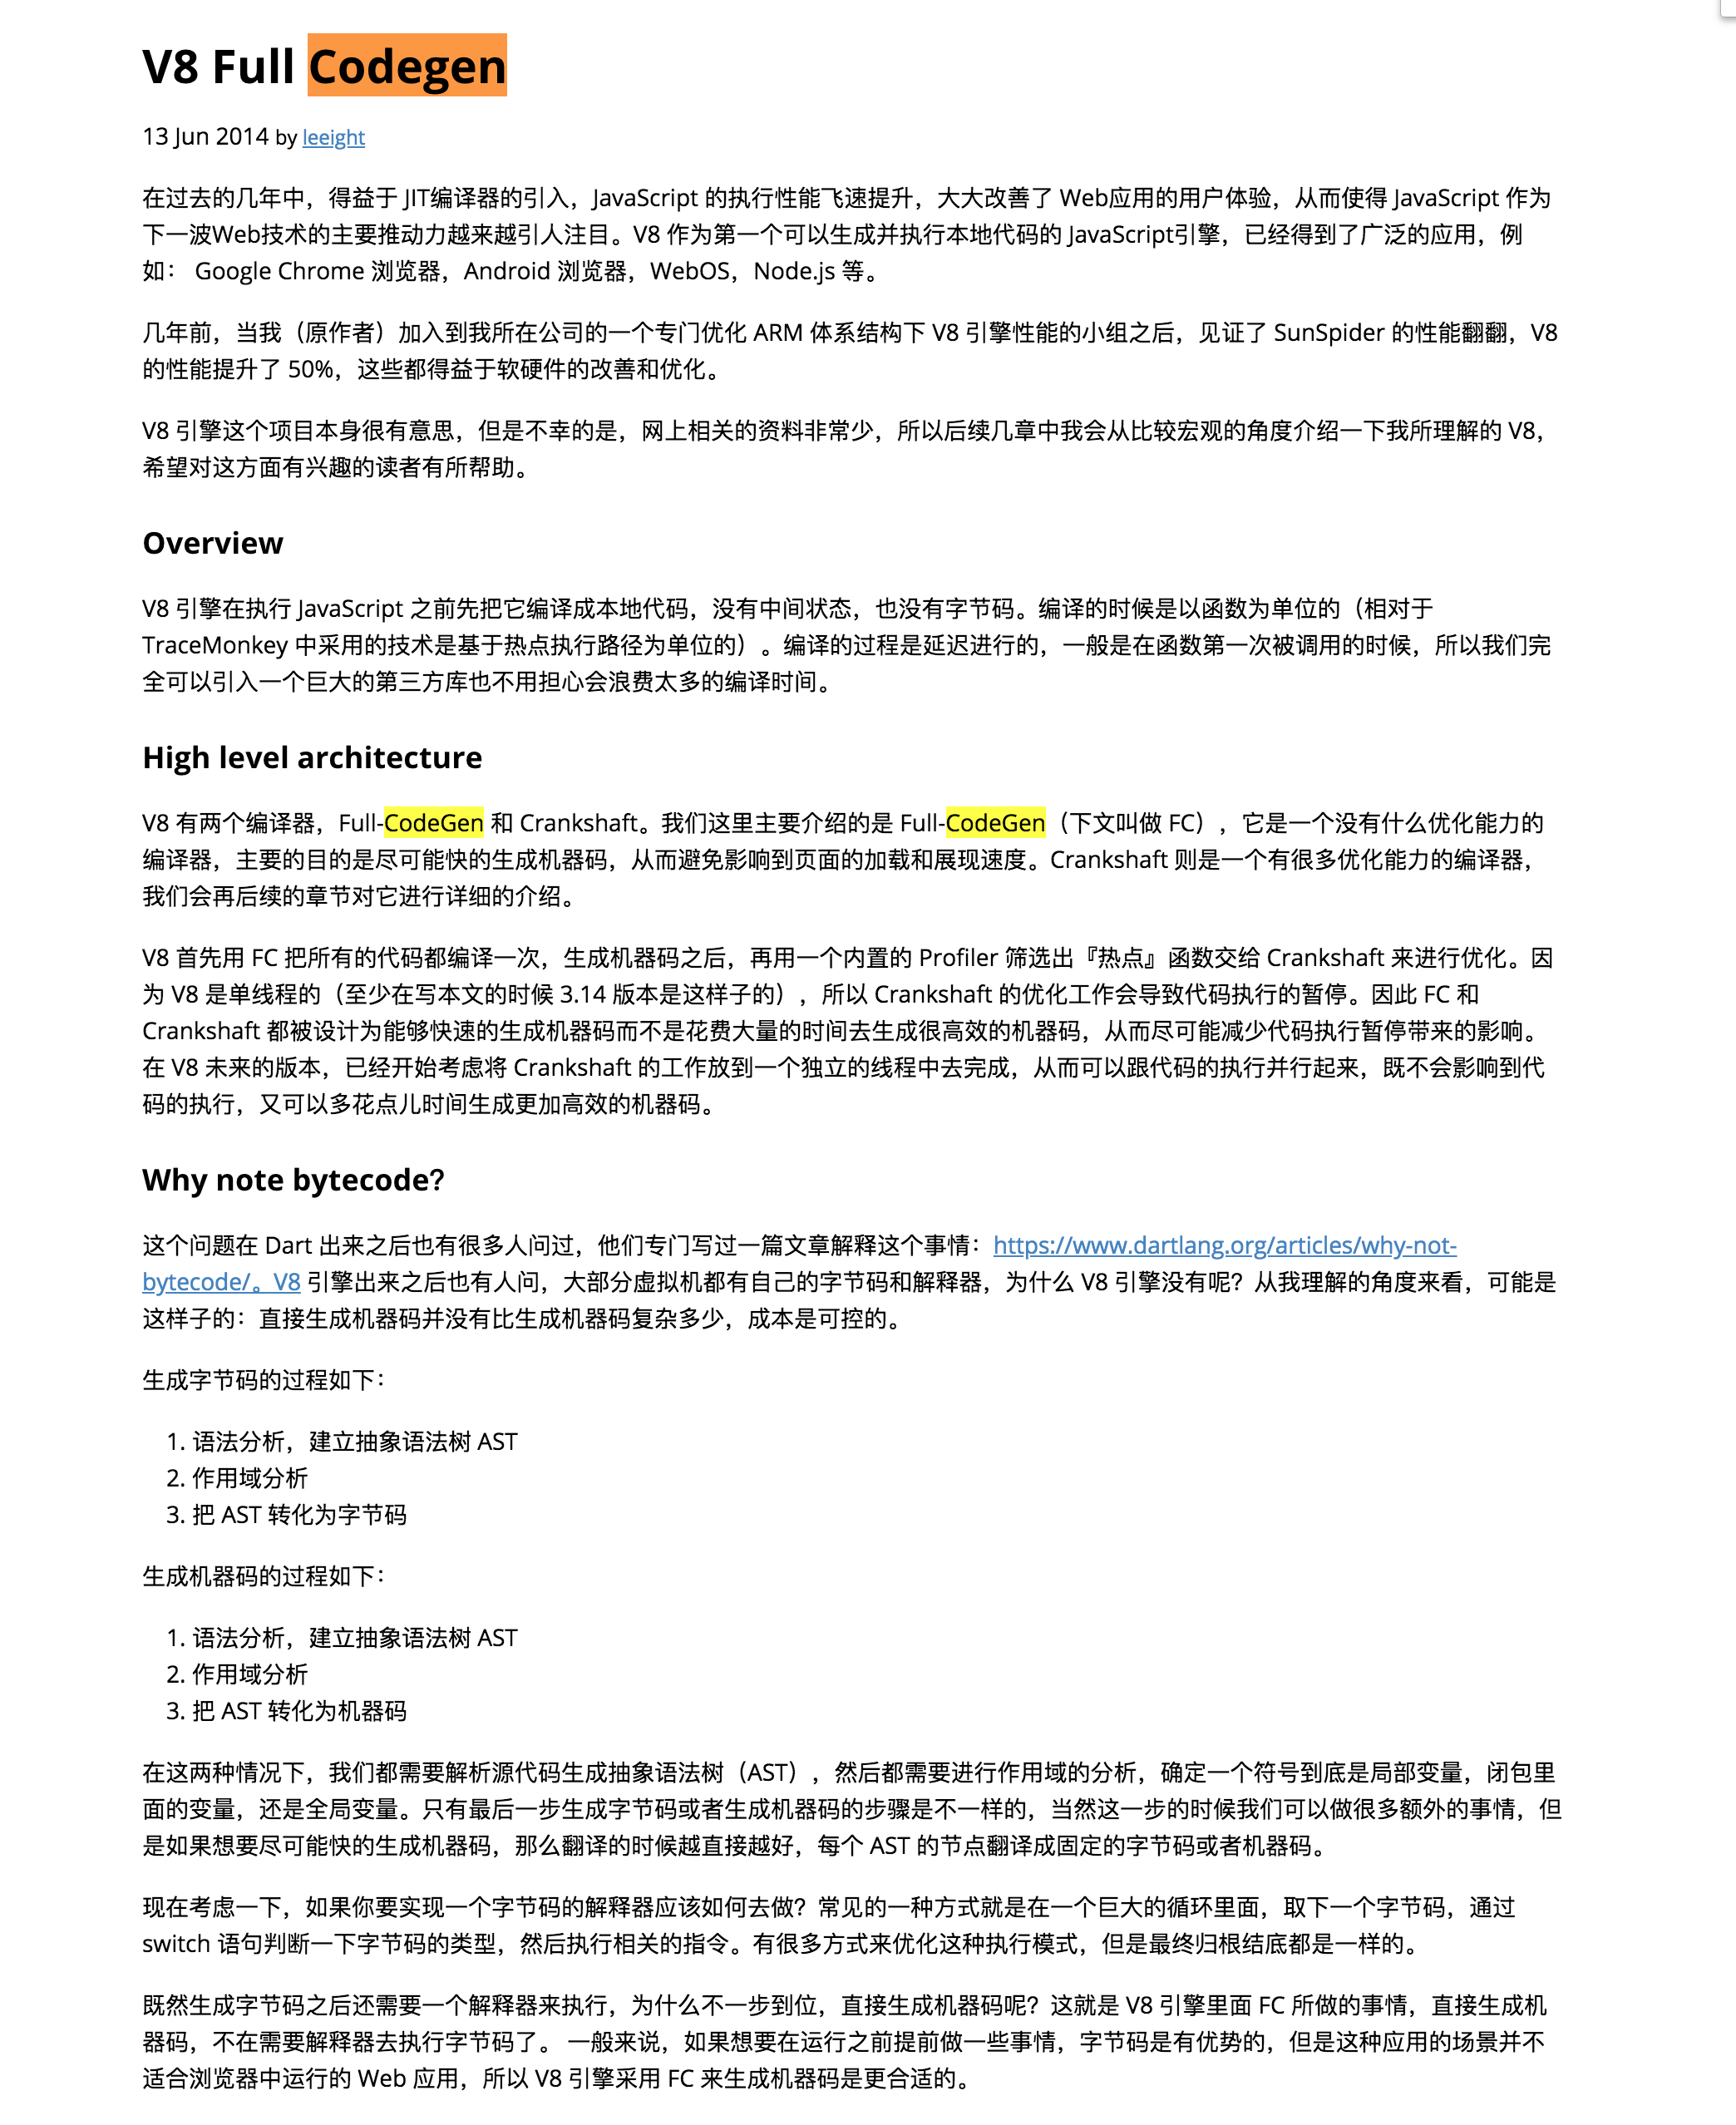 V8 Full Codegen
13 Jun 2014 by leeight
在过去的几年中，得益于 JIT编译器的引入，JavaScript 的执行性能飞速提升，大大改善了 Web应用的用户体验，从而使得 JavaScript 作为
下一波Web技术的主要推动力越来越引人注目。V8 作为第一个可以生成并执行本地代码的 JavaScript引擎，已经得到了广泛的应用，例
如： Google Chrome 浏览器，Android 浏览器，WebOS，Node.js 等。
几年前，当我（原作者）加入到我所在公司的一个专门优化 ARM 体系结构下 V8 引擎性能的小组之后，见证了 SunSpider 的性能翻翻，V8
的性能提升了 50%，这些都得益于软硬件的改善和优化。
V8 引擎这个项目本身很有意思，但是不幸的是，网上相关的资料非常少，所以后续几章中我会从比较宏观的角度介绍一下我所理解的 V8，
希望对这方面有兴趣的读者有所帮助。
Overview
V8 引擎在执行 JavaScript 之前先把它编译成本地代码，没有中间状态，也没有字节码。编译的时候是以函数为单位的（相对于
TraceMonkey 中采用的技术是基于热点执行路径为单位的）。编译的过程是延迟进行的，一般是在函数第一次被调用的时候，所以我们完
全可以引入一个巨大的第三方库也不用担心会浪费太多的编译时间。
High level architecture
V8 有两个编译器，Full-CodeGen 和 Crankshaft。我们这里主要介绍的是 Full-CodeGen（下文叫做 FC），它是一个没有什么优化能力的
编译器，主要的目的是尽可能快的生成机器码，从而避免影响到页面的加载和展现速度。Crankshaft 则是一个有很多优化能力的编译器，
我们会再后续的章节对它进行详细的介绍。
V8 首先用 FC 把所有的代码都编译一次，生成机器码之后，再用一个内置的 Profiler 筛选出『热点』函数交给 Crankshaft 来进行优化。因
为 V8 是单线程的（至少在写本文的时候 3.14 版本是这样子的），所以 Crankshaft 的优化工作会导致代码执行的暂停。因此 FC 和
Crankshaft 都被设计为能够快速的生成机器码而不是花费大量的时间去生成很高效的机器码，从而尽可能减少代码执行暂停带来的影响。
在 V8 未来的版本，已经开始考虑将 Crankshaft 的工作放到一个独立的线程中去完成，从而可以跟代码的执行并行起来，既不会影响到代
码的执行，又可以多花点儿时间生成更加高效的机器码。
Why note bytecode?
这个问题在 Dart 出来之后也有很多人问过，他们专门写过一篇文章解释这个事情：https://www.dartlang.org/articles/why-not-
bytecode/。V8 引擎出来之后也有人问，大部分虚拟机都有自己的字节码和解释器，为什么 V8 引擎没有呢？从我理解的角度来看，可能是
这样子的：直接生成机器码并没有比生成机器码复杂多少，成本是可控的。
生成字节码的过程如下：
1. 语法分析，建立抽象语法树 AST
2. 作用域分析
3. 把 AST 转化为字节码
生成机器码的过程如下：
1. 语法分析，建立抽象语法树 AST
2. 作用域分析
3. 把 AST 转化为机器码
在这两种情况下，我们都需要解析源代码生成抽象语法树（AST），然后都需要进行作用域的分析，确定一个符号到底是局部变量，闭包里
面的变量，还是全局变量。只有最后一步生成字节码或者生成机器码的步骤是不一样的，当然这一步的时候我们可以做很多额外的事情，但
是如果想要尽可能快的生成机器码，那么翻译的时候越直接越好，每个 AST 的节点翻译成固定的字节码或者机器码。
现在考虑一下，如果你要实现一个字节码的解释器应该如何去做？常见的一种方式就是在一个巨大的循环里面，取下一个字节码，通过
switch 语句判断一下字节码的类型，然后执行相关的指令。有很多方式来优化这种执行模式，但是最终归根结底都是一样的。
既然生成字节码之后还需要一个解释器来执行，为什么不一步到位，直接生成机器码呢？这就是 V8 引擎里面 FC 所做的事情，直接生成机
器码，不在需要解释器去执行字节码了。 一般来说，如果想要在运行之前提前做一些事情，字节码是有优势的，但是这种应用的场景并不
适合浏览器中运行的 Web 应用，所以 V8 引擎采用 FC 来生成机器码是更合适的。